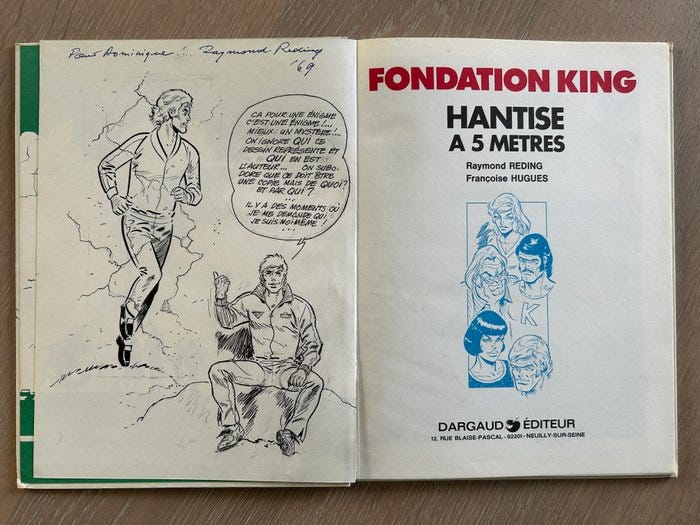 Pour Dominique !.. Raymond Reding
'69
ÇA POUR UNE ÉNIGME
C'EST UNE ÉNIGME !...
MIEUX : UN MYSTÈRE !...
ON IGNORE QUI CE
DESSIN REPRÉSENTE ET
QUI EN EST
L'AUTEUR... ON SUBO-
DORE QUE CE DOIT ÊTRE
UNE COPIE MAIS DE QUOI ?
ET PAR QUI ?
...
IL Y A DES MOMENTS OÙ
JE ME DEMANDE QUI
JE SUIS MOI-MÊME !
...
FONDATION KING
HANTISE
A 5 METRES
Raymond REDING
Françoise HUGUES
K
DARGAUD ÉDITEUR
12, RUE BLAISE-PASCAL - 92201 - NEUILLY-SUR-SEINE